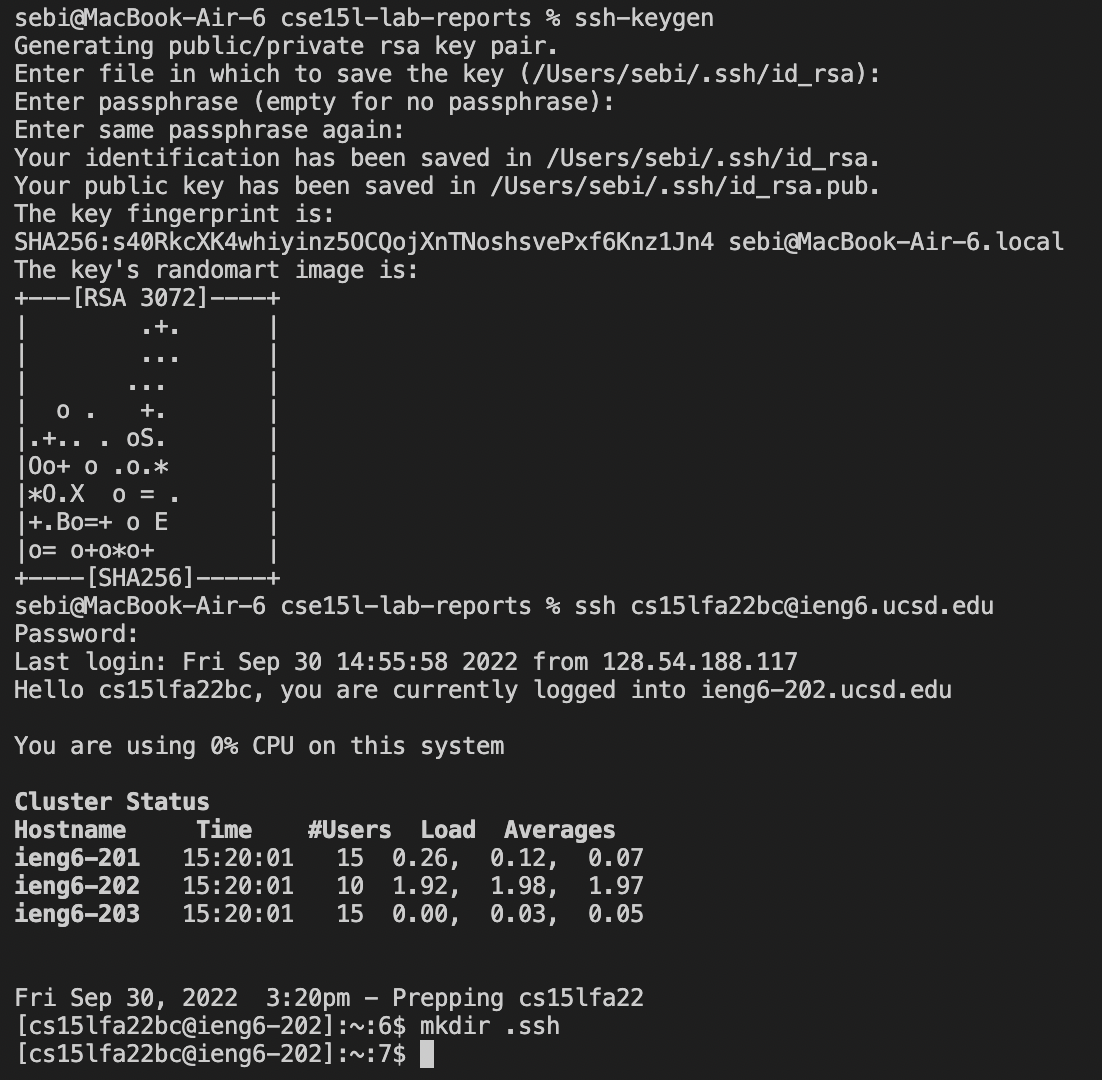 sebi@MacBook-Air-6 cse15l-lab-reports % ssh-keygen
Generating public/private rsa key pair.
Enter file in which to save the key (/Users/sebi/.ssh/id_rsa):
Enter passphrase (empty for no passphrase):
Enter same passphrase again:
Your identification has been saved in /Users/sebi/.ssh/id_rsa.
Your public key has been saved in /Users/sebi/.ssh/id_rsa.pub.
The key fingerprint is:
SHA256:s40RkcXK4whiyinz5OCQojXnTNoshsvePxf6Knz1Jn4 sebi@MacBook-Air-6.local
The key's randomart image is:
+---[RSA 3072]----+
|        .+.      |
|        ...      |
|       ...       |
|  o .   +.       |
|.+.. . oS.       |
|Oo+ o .o.*       |
|*O.X  o = .      |
|+.Bo=+ o E       |
|o= o+o*o+        |
+----[SHA256]-----+
sebi@MacBook-Air-6 cse15l-lab-reports % ssh cs15lfa22bc@ieng6.ucsd.edu
Password:
Last login: Fri Sep 30 14:55:58 2022 from 128.54.188.117
Hello cs15lfa22bc, you are currently logged into ieng6-202.ucsd.edu

You are using 0% CPU on this system

Cluster Status
Hostname     Time    #Users  Load  Averages
ieng6-201   15:20:01   15  0.26,  0.12,  0.07
ieng6-202   15:20:01   10  1.92,  1.98,  1.97
ieng6-203   15:20:01   15  0.00,  0.03,  0.05


Fri Sep 30, 2022  3:20pm - Prepping cs15lfa22
[cs15lfa22bc@ieng6-202]:~:6$ mkdir .ssh
[cs15lfa22bc@ieng6-202]:~:7$